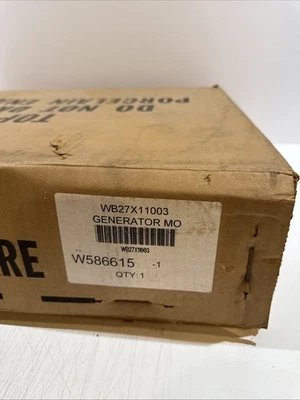 TOP
DO NOT
PORCELAIN
WB27X11003
GENERATOR MO
WB27X11003
W586615 -1
QTY:1
RE